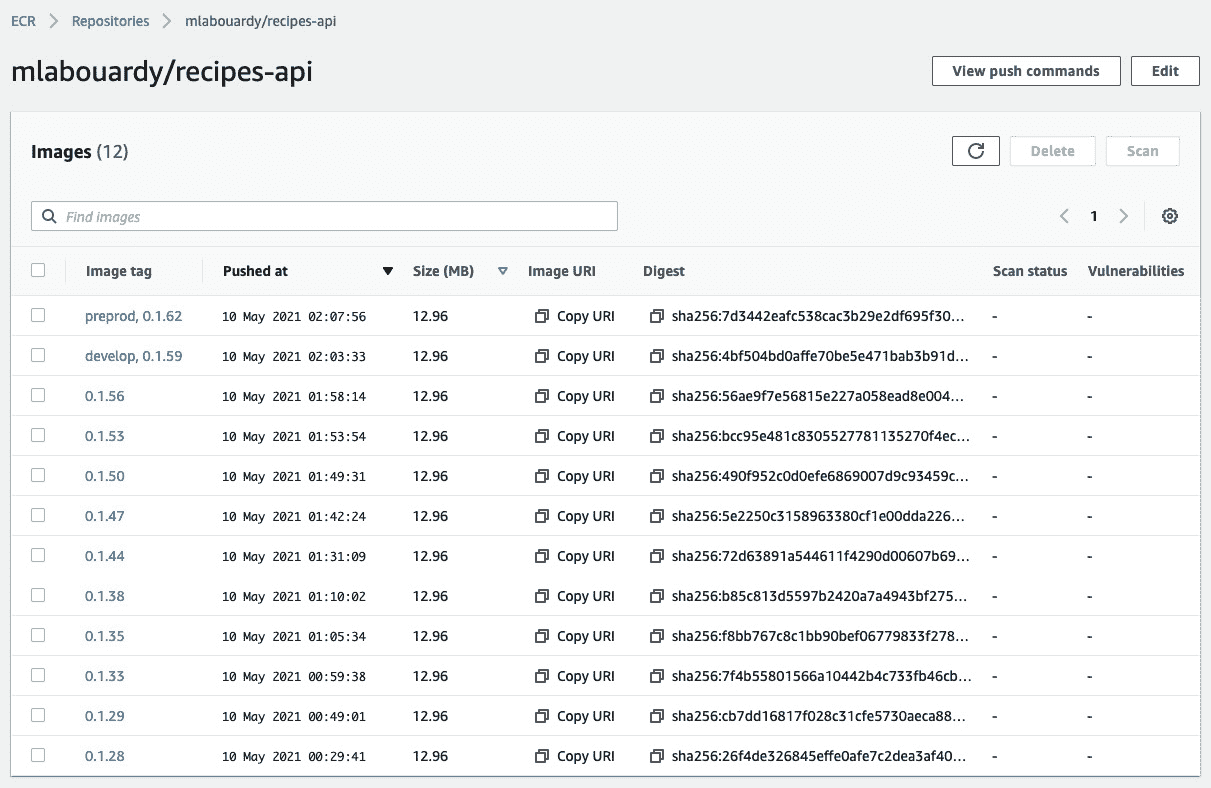 ECR > Repositories > mlabouardy/recipes-api
mlabouardy/recipes-api View push commands Edit
Images (12) Delete Scan
Find images < 1 >
Image tag Pushed at ▼ Size (MB) ▽ Image URI Digest Scan status Vulnerabilities
preprod, 0.1.62 10 May 2021 02:07:56 12.96 Copy URI sha256:7d3442eafc538cac3b29e2df695f30... - -
develop, 0.1.59 10 May 2021 02:03:33 12.96 Copy URI sha256:4bf504bd0affe70be5e471bab3b91d... - -
0.1.56 10 May 2021 01:58:14 12.96 Copy URI sha256:56ae9f7e56815e227a058ead8e004... - -
0.1.53 10 May 2021 01:53:54 12.96 Copy URI sha256:bcc95e481c8305527781135270f4ec... - -
0.1.50 10 May 2021 01:49:31 12.96 Copy URI sha256:490f952c0d0efe6869007d9c93459c... - -
0.1.47 10 May 2021 01:42:24 12.96 Copy URI sha256:5e2250c3158963380cf1e00dda226... - -
0.1.44 10 May 2021 01:31:09 12.96 Copy URI sha256:72d63891a544611f4290d00607b69... - -
0.1.38 10 May 2021 01:10:02 12.96 Copy URI sha256:b85c813d5597b2420a7a4943bf275... - -
0.1.35 10 May 2021 01:05:34 12.96 Copy URI sha256:f8bb767c8c1bb90bef06779833f278... - -
0.1.33 10 May 2021 00:59:38 12.96 Copy URI sha256:7f4b55801566a10442b4c733fb46cb... - -
0.1.29 10 May 2021 00:49:01 12.96 Copy URI sha256:cb7dd16817f028c31cfe5730aeca88... - -
0.1.28 10 May 2021 00:29:41 12.96 Copy URI sha256:26f4de326845effe0afe7c2dea3af40... - -